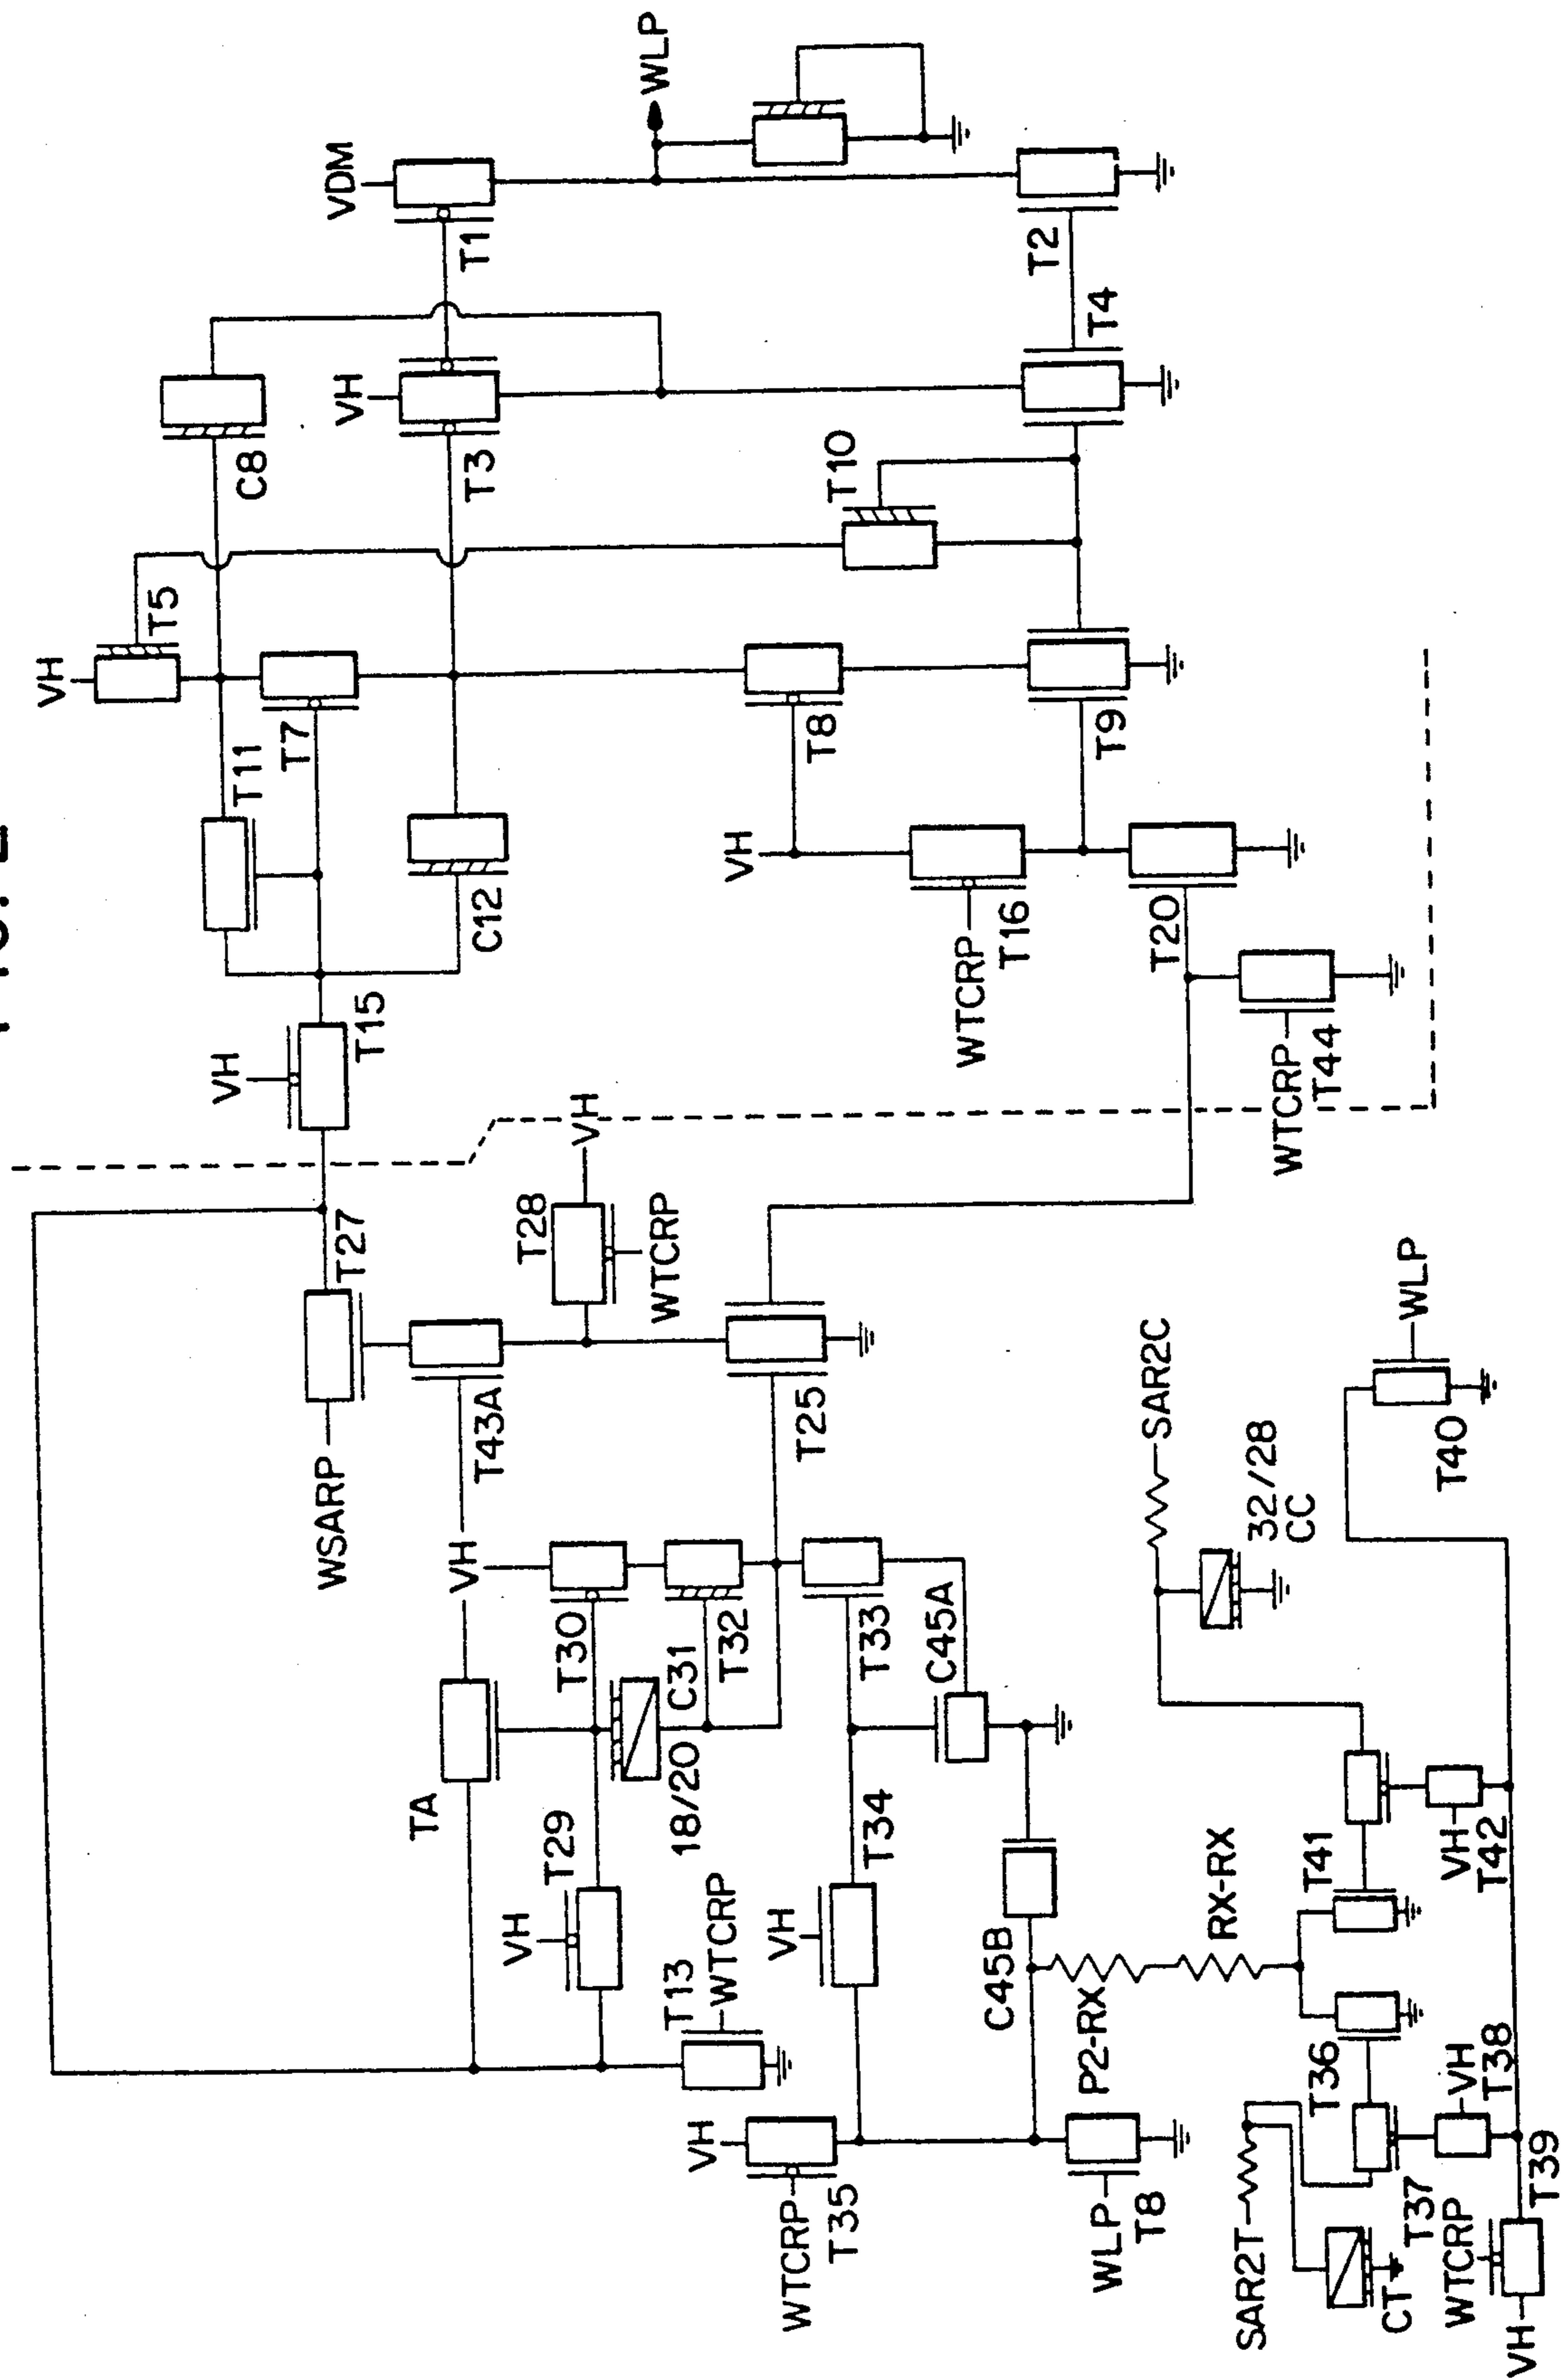 VDM
WLP
T1
T2
T4
VH
T3
C8
T10
VH
T5
T7
T11
T8
T9
VH
C12
WTCRP
T16
T20
WTCRP
T44
VH
T15
VH
T28
WTCRP
T27
WSARP
T43A
T25
VH
TA
T30
C31
18/20
T32
T33
C45A
VH
T29
T13
WTCRP
VH
T34
C45B
VH
WTCRP
T35
WLP
T8
P2-RX
RX-RX
SAR2C
32/28
CC
WLP
T40
T41
VH
T42
T36
VH
T38
SAR2T
CT
T37
WTCRP
T39
VH